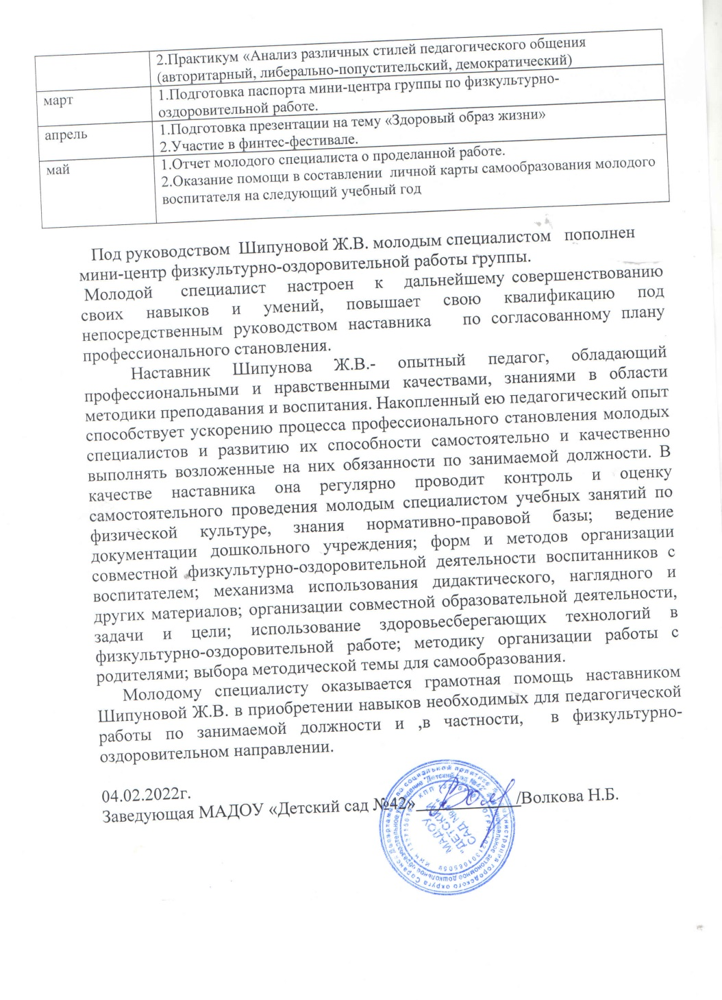 2.Практикум «Анализ различных стилей педагогического общения
(авторитарный, либерально-попустительский, демократический)
март
1.Подготовка паспорта мини-центра группы по физкультурно-
оздоровительной работе.
апрель
1.Подготовка презентации на тему «Здоровый образ жизни»
2.Участие в финтес-фестивале.
май
1.Отчет молодого специалиста о проделанной работе.
2.Оказание помощи в составлении личной карты самообразования молодого
воспитателя на следующий учебный год
Под руководством Шипуновой Ж.В. молодым специалистом пополнен
мини-центр физкультурно-оздоровительной работы группы.
Молодой специалист настроен к дальнейшему совершенствованию
своих навыков и умений, повышает свою квалификацию под
непосредственным руководством наставника по согласованному плану
профессионального становления.
Наставник Шипунова Ж.В.- опытный педагог, обладающий
профессиональными и нравственными качествами, знаниями в области
методики преподавания и воспитания. Накопленный ею педагогический опыт
способствует ускорению процесса профессионального становления молодых
специалистов и развитию их способности самостоятельно и качественно
выполнять возложенные на них обязанности по занимаемой должности. В
качестве наставника она регулярно проводит контроль и оценку
самостоятельного проведения молодым специалистом учебных занятий по
физической культуре, знания нормативно-правовой базы; ведение
документации дошкольного учреждения; форм и методов организации
совместной физкультурно-оздоровительной деятельности воспитанников с
воспитателем; механизма использования дидактического, наглядного и
других материалов; организации совместной образовательной деятельности,
задачи и цели; использование здоровьесберегающих технологий в
физкультурно-оздоровительной работе; методику организации работы с
родителями; выбора методической темы для самообразования.
Молодому специалисту оказывается грамотная помощь наставником
Шипуновой Ж.В. в приобретении навыков необходимых для педагогической
работы по занимаемой должности и ,в частности, в физкультурно-
оздоровительном направлении.
04.02.2022г.
Заведующая МАДОУ «Детский сад №42»____________/Волкова Н.Б.
МАДОУ
"ДЕТСКИЙ
САД №